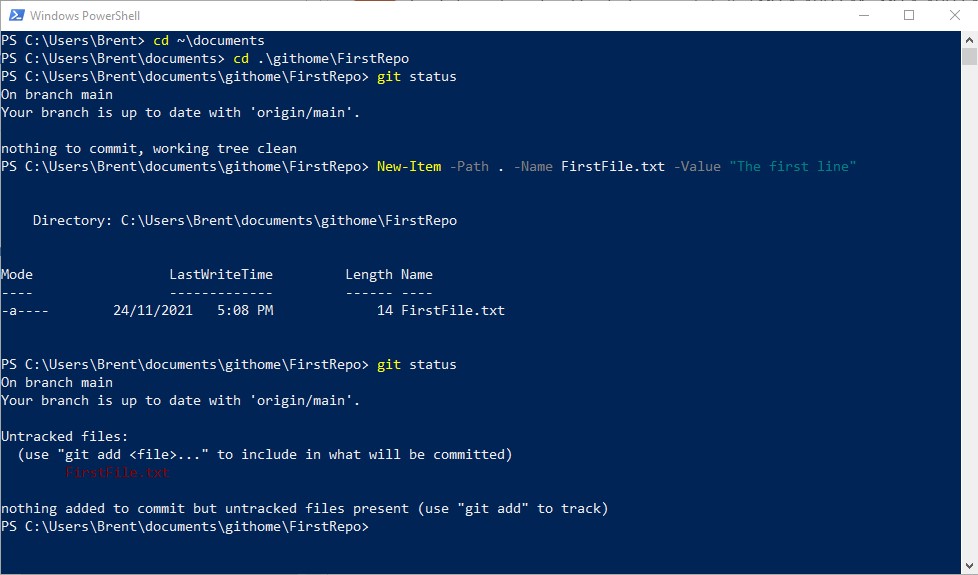 Windows PowerShell
PS C:\Users\Brent> cd ~\documents
PS C:\Users\Brent\documents> cd .\githome\FirstRepo
PS C:\Users\Brent\documents\githome\FirstRepo> git status
On branch main
Your branch is up to date with 'origin/main'.
nothing to commit, working tree clean
PS C:\Users\Brent\documents\githome\FirstRepo> New-Item -Path . -Name FirstFile.txt -Value "The first line"
    Directory: C:\Users\Brent\documents\githome\FirstRepo
Mode                 LastWriteTime         Length Name
----                 -------------         ------ ----
-a----        24/11/2021   5:08 PM             14 FirstFile.txt
PS C:\Users\Brent\documents\githome\FirstRepo> git status
On branch main
Your branch is up to date with 'origin/main'.
Untracked files:
  (use "git add <file>..." to include in what will be committed)
        FirstFile.txt
nothing added to commit but untracked files present (use "git add" to track)
PS C:\Users\Brent\documents\githome\FirstRepo>